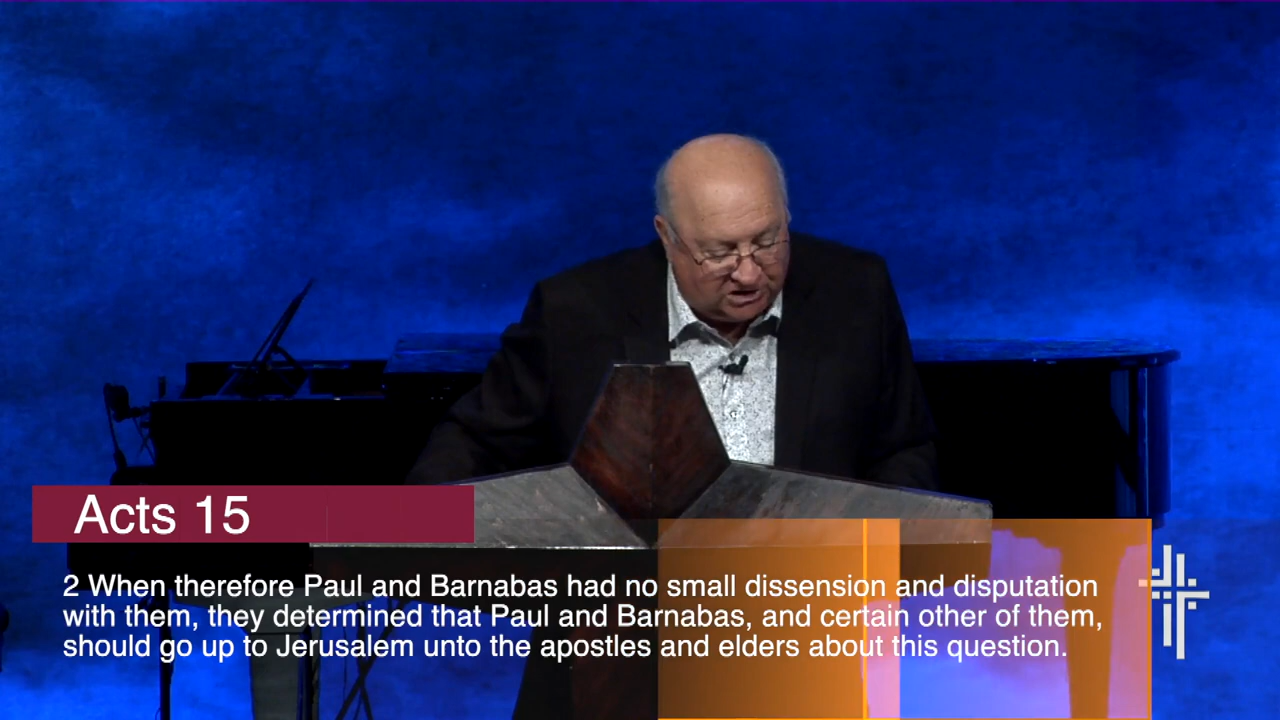 Acts 15
2 When therefore Paul and Barnabas had no small dissension and disputation
with them, they determined that Paul and Barnabas, and certain other of them,
should go up to Jerusalem unto the apostles and elders about this question.